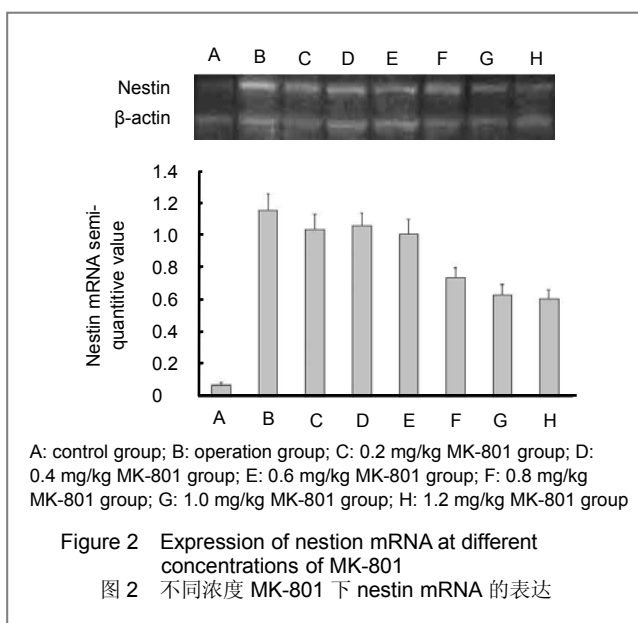 A B C D E F G H
Nestin
β-actin
Nestin mRNA semi-
quantitive value
1.4
1.2
1.0
0.8
0.6
0.4
0.2
0
A B C D E F G H
A: control group; B: operation group; C: 0.2 mg/kg MK-801 group; D:
0.4 mg/kg MK-801 group; E: 0.6 mg/kg MK-801 group; F: 0.8 mg/kg
MK-801 group; G: 1.0 mg/kg MK-801 group; H: 1.2 mg/kg MK-801 group
Figure 2 Expression of nestion mRNA at different
concentrations of MK-801
图 2 不同浓度 MK-801 下 nestin mRNA 的表达